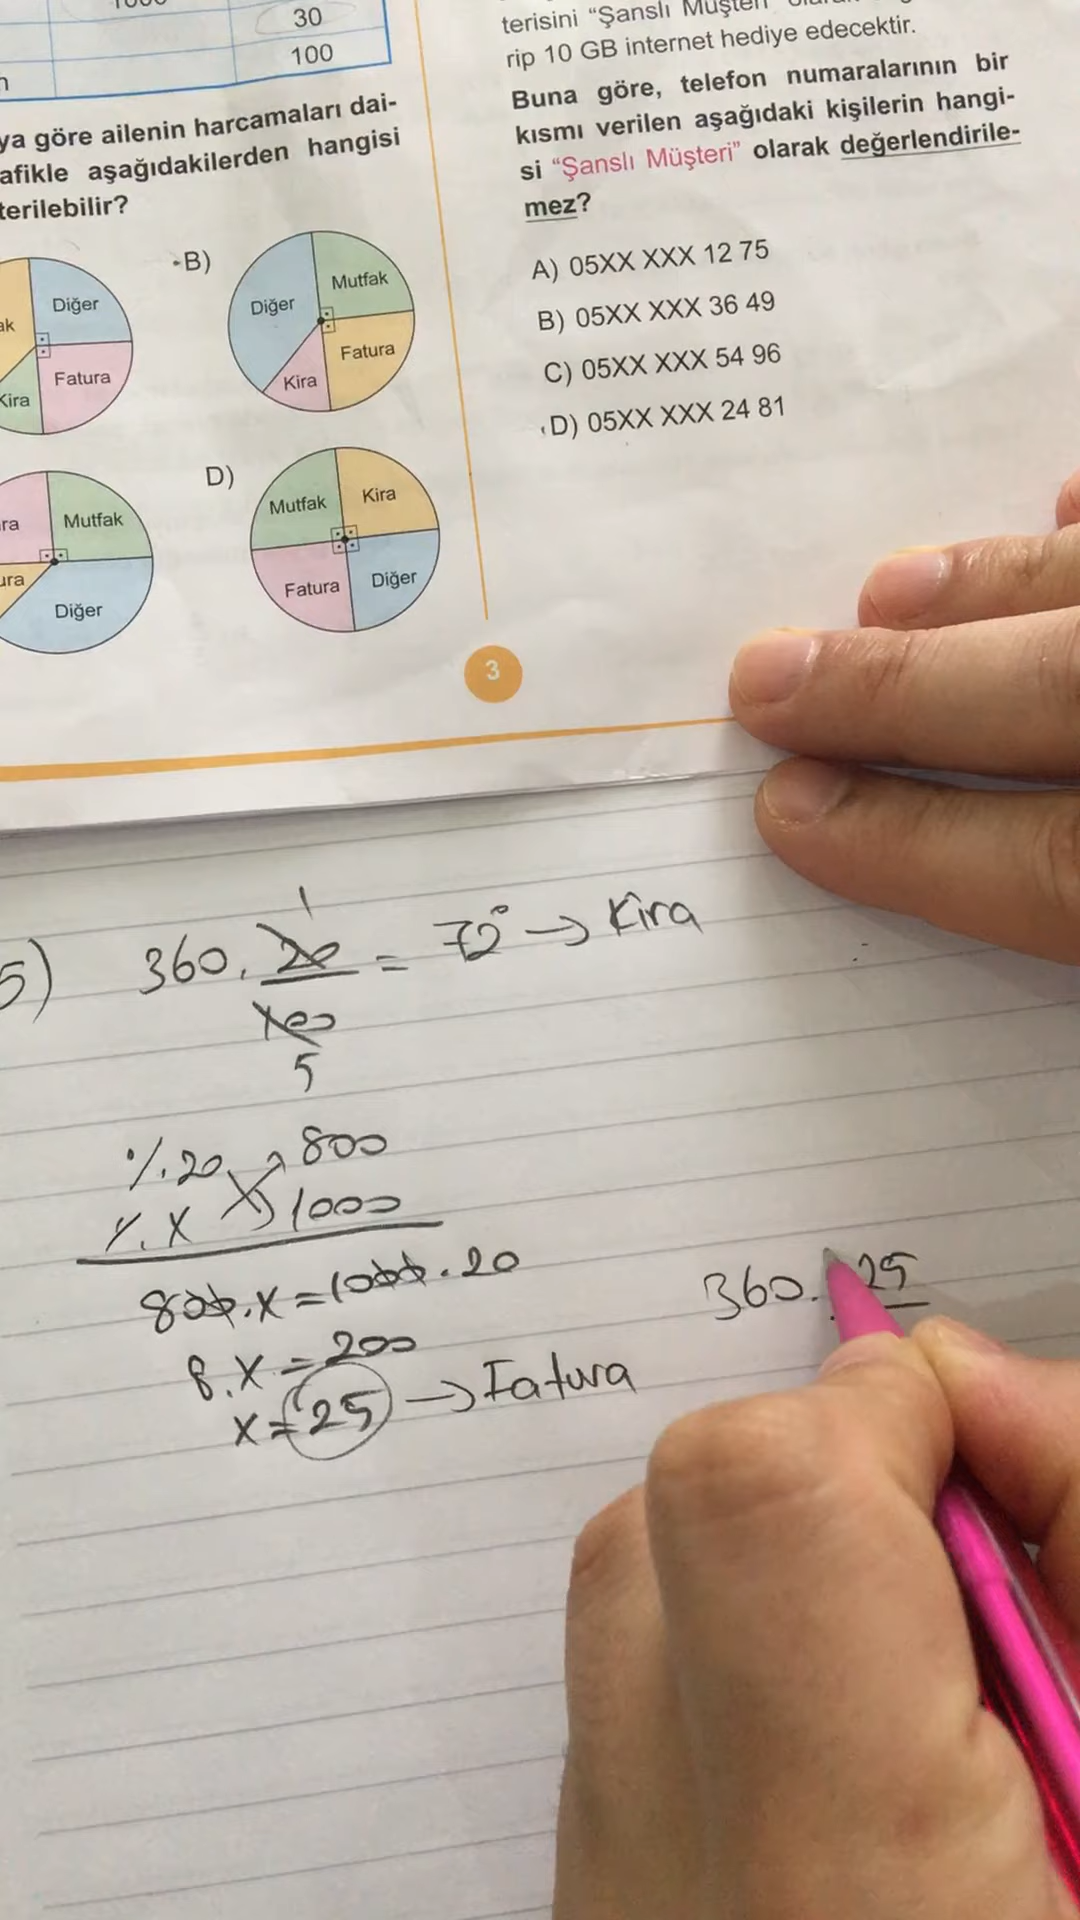 30
100
ya göre ailenin harcamaları dai-
afikle aşağıdakilerden hangisi
terilebilir?
B)
Diğer
Fatura
Kira
Diğer
Mutfak
Kira
Fatura
D)
Mutfak
Diğer
Mutfak
Kira
Fatura
Diğer
terisini “Şanslı
rip 10 GB internet hediye edecektir.
Buna göre, telefon numaralarının bir
kısmı verilen aşağıdaki kişilerin hangi-
si “Şanslı Müşteri” olarak değerlendirile-
mez?
A) 05XX XXX 12 75
B) 05XX XXX 36 49
C) 05XX XXX 54 96
D) 05XX XXX 24 81
3
5) 360. 20 = 72° → Kira
1
100
5
%20 800
%x 1000
800.x=1000.20
8.x=200
x=25 → Fatura
360. 25